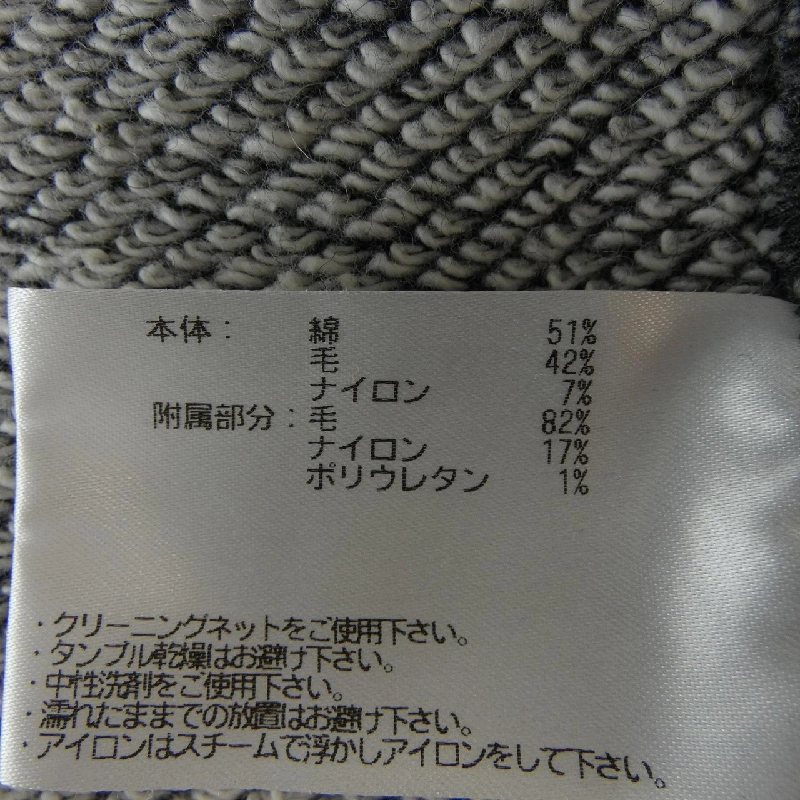 本体： 綿 51%
毛 42%
ナイロン 7%
附属部分：毛 82%
ナイロン 17%
ポリウレタン 1%
・クリーニングネットをご使用下さい。
・タンブル乾燥はお避け下さい。
・中性洗剤をご使用下さい。
・濡れたままでの放置はお避け下さい。
・アイロンはスチームで浮かしアイロンをして下さい。